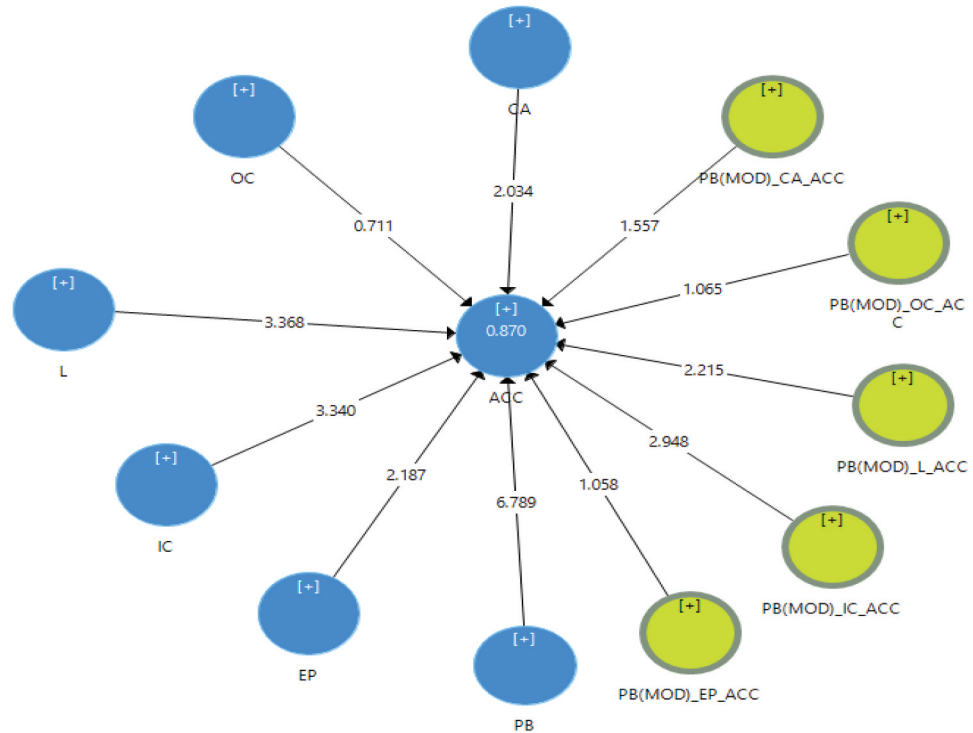 [+]
CA
[+]
OC
[+]
PB(MOD)_CA_ACC
2.034
0.711
1.557
[+]
PB(MOD)_OC_AC
C
1.065
[+]
L
3.368
[+]
0.870
ACC
2.215
[+]
PB(MOD)_L_ACC
3.340
2.948
[+]
IC
2.187
6.789
1.058
[+]
PB(MOD)_IC_ACC
[+]
EP
[+]
PB
[+]
PB(MOD)_EP_ACC